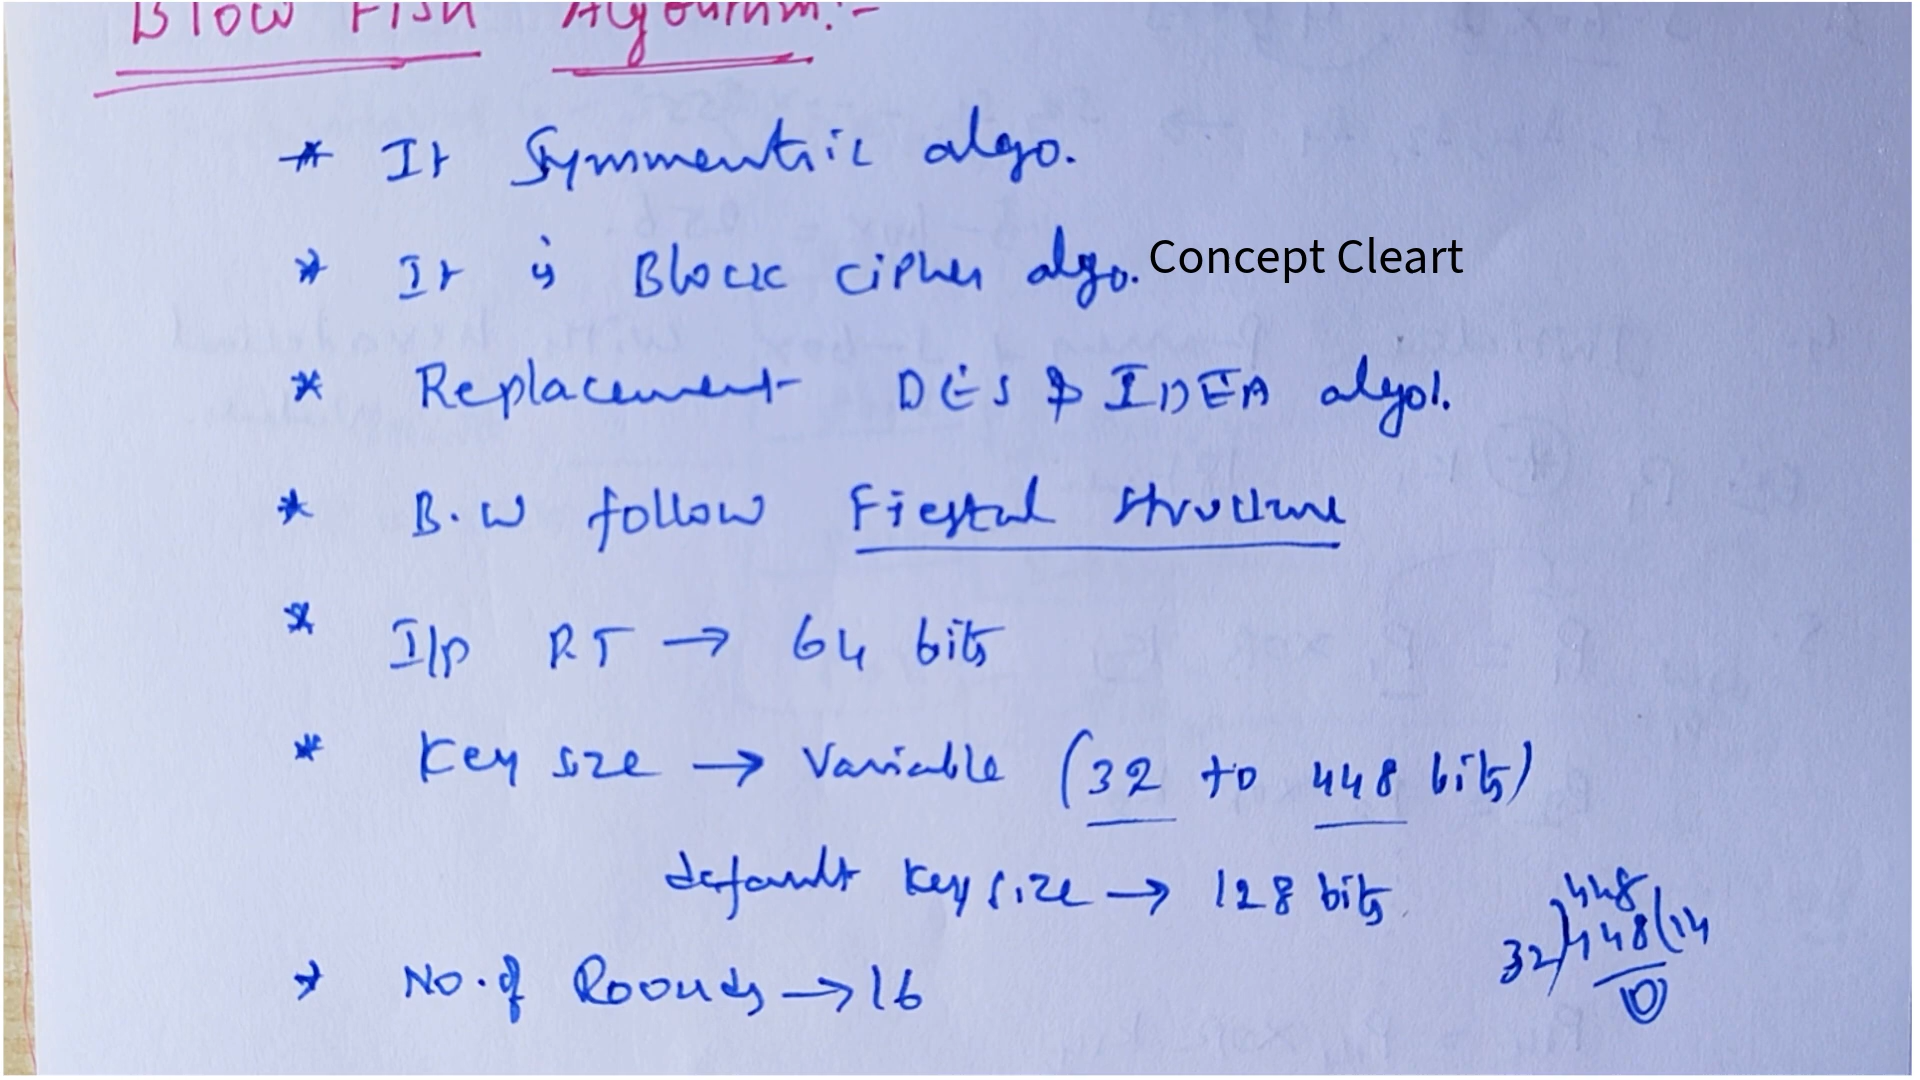 Blow Fish Algorithm:-
* It Symmentric algo.
* It is Block cipher algo. Concept Cleart
* Replacement DES & IDEA algo.
* B.W follow Fiestal Structure
* I/p P.T → 64 bits
* Key size → Variable (32 to 448 bits)
default key size → 128 bits
448
32)448(14
0
* No. of Roounds → 16